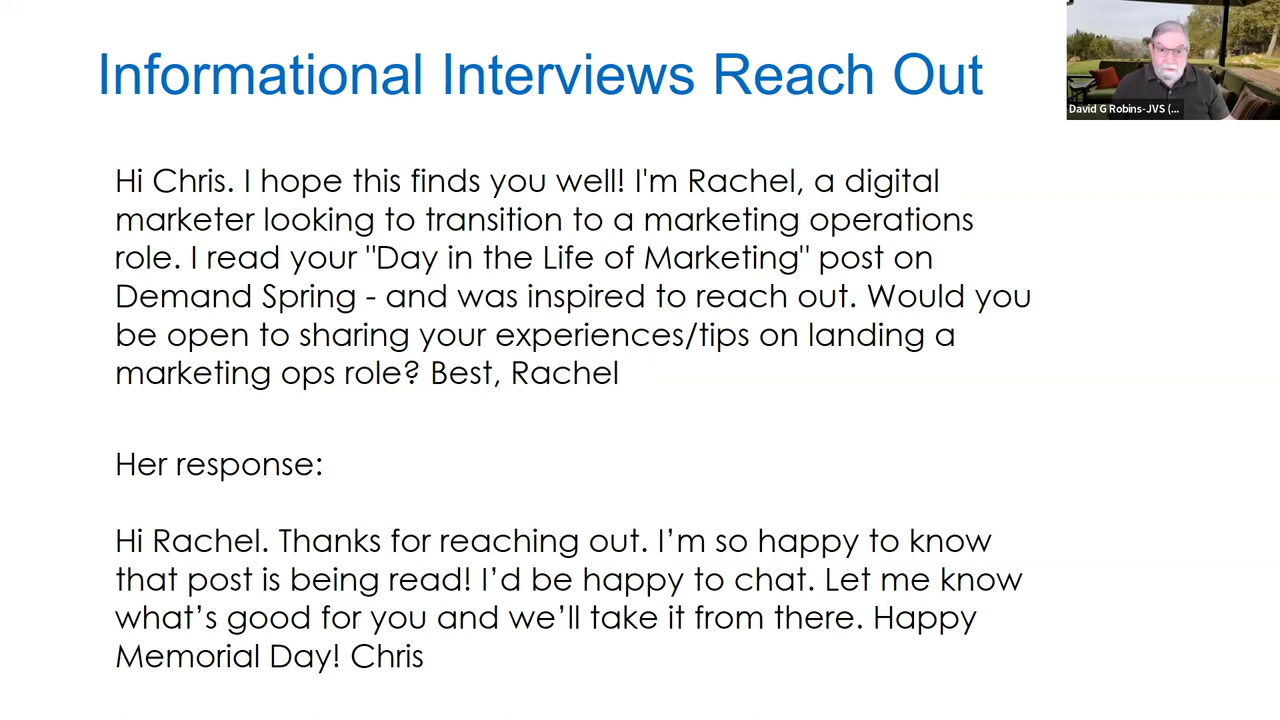 Informational Interviews Reach Out
David G Robins-JVS (...
Hi Chris. I hope this finds you well! I'm Rachel, a digital
marketer looking to transition to a marketing operations
role. I read your "Day in the Life of Marketing" post on
Demand Spring - and was inspired to reach out. Would you
be open to sharing your experiences/tips on landing a
marketing ops role? Best, Rachel
Her response:
Hi Rachel. Thanks for reaching out. I’m so happy to know
that post is being read! I’d be happy to chat. Let me know
what’s good for you and we’ll take it from there. Happy
Memorial Day! Chris